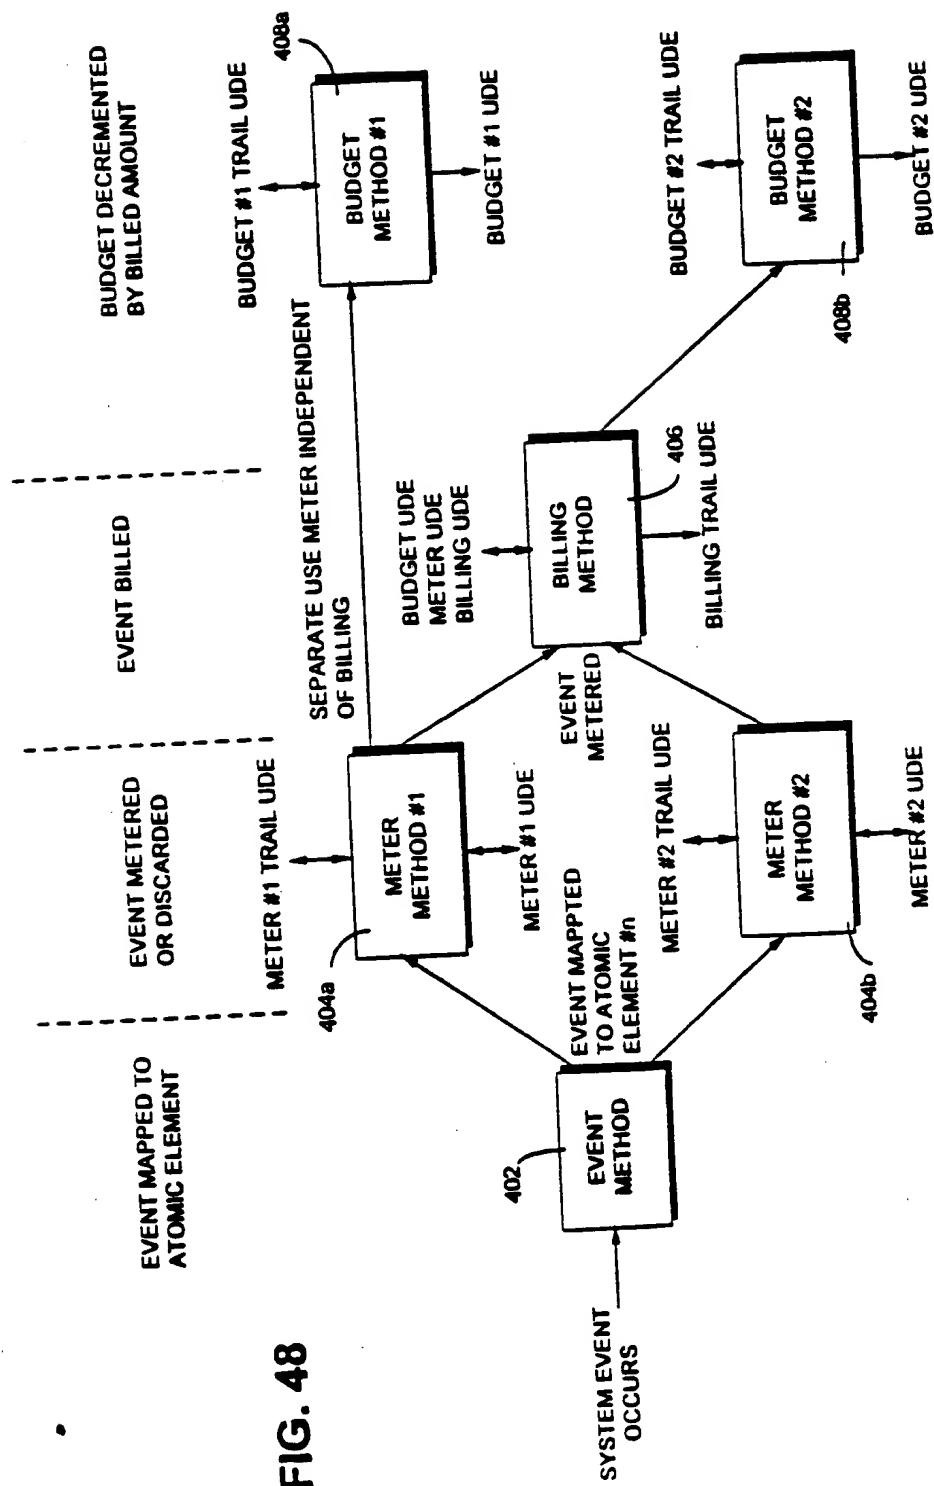 FIG. 48
EVENT MAPPED TO
ATOMIC ELEMENT
EVENT METERED
OR DISCARDED
EVENT BILLED
BUDGET DECREMENTED
BY BILLED AMOUNT
SYSTEM EVENT
OCCURS
402
EVENT
METHOD
EVENT MAPPTED
TO ATOMIC
ELEMENT #n
404a
METER #1 TRAIL UDE
METER
METHOD #1
METER #1 UDE
METER #2 TRAIL UDE
METER
METHOD #2
METER #2 UDE
404b
SEPARATE USE METER INDEPENDENT
OF BILLING
EVENT
METERED
BUDGET UDE
METER UDE
BILLING UDE
BILLING
METHOD
406
BILLING TRAIL UDE
BUDGET #1 TRAIL UDE
408a
BUDGET
METHOD #1
BUDGET #1 UDE
BUDGET #2 TRAIL UDE
BUDGET
METHOD #2
408b
BUDGET #2 UDE